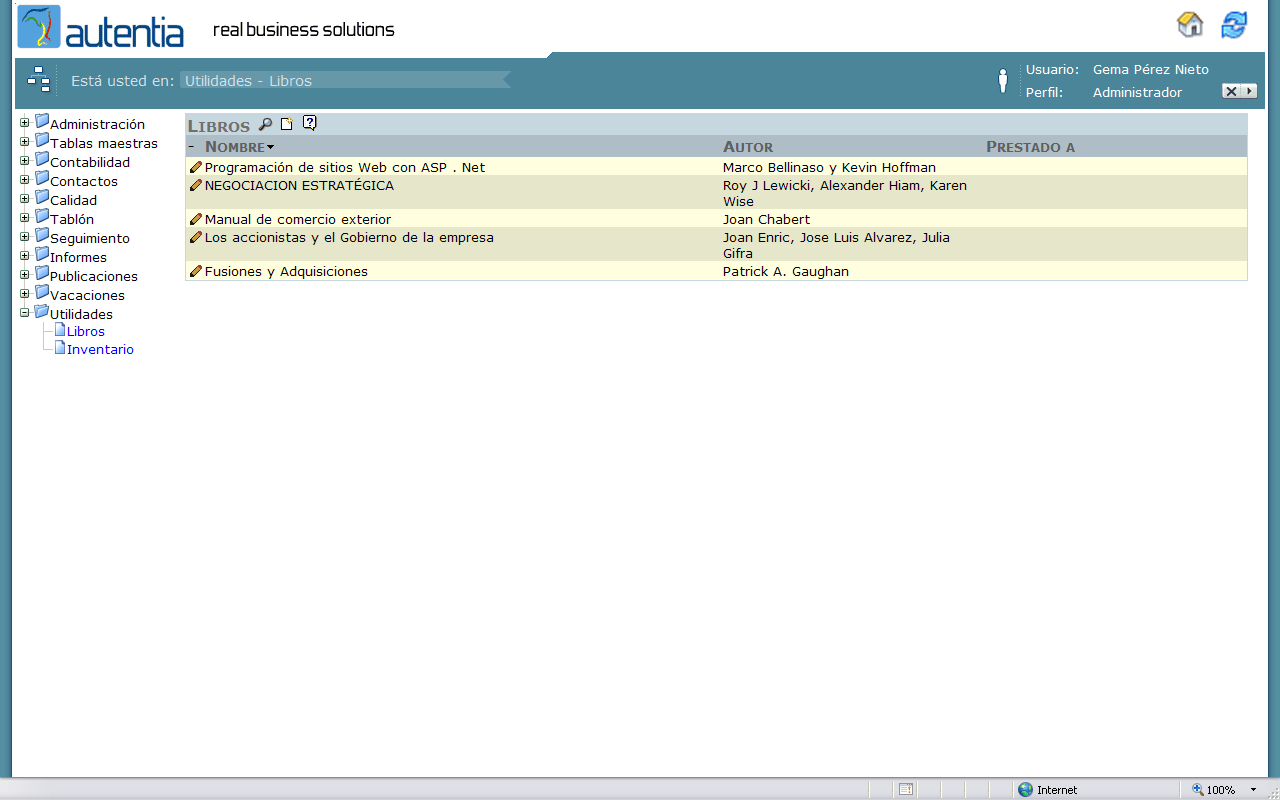 autentia real business solutions
Está usted en: Utilidades - Libros
Usuario: Gema Pérez Nieto
Perfil: Administrador
Administración
Tablas maestras
Contabilidad
Contactos
Calidad
Tablón
Seguimiento
Informes
Publicaciones
Vacaciones
Utilidades
Libros
Inventario
LIBROS
- NOMBRE AUTOR PRESTADO A
Programación de sitios Web con ASP . Net Marco Bellinaso y Kevin Hoffman
NEGOCIACION ESTRATÉGICA Roy J Lewicki, Alexander Hiam, Karen
Wise
Manual de comercio exterior Joan Chabert
Los accionistas y el Gobierno de la empresa Joan Enric, Jose Luis Alvarez, Julia
Gifra
Fusiones y Adquisiciones Patrick A. Gaughan
Internet 100%